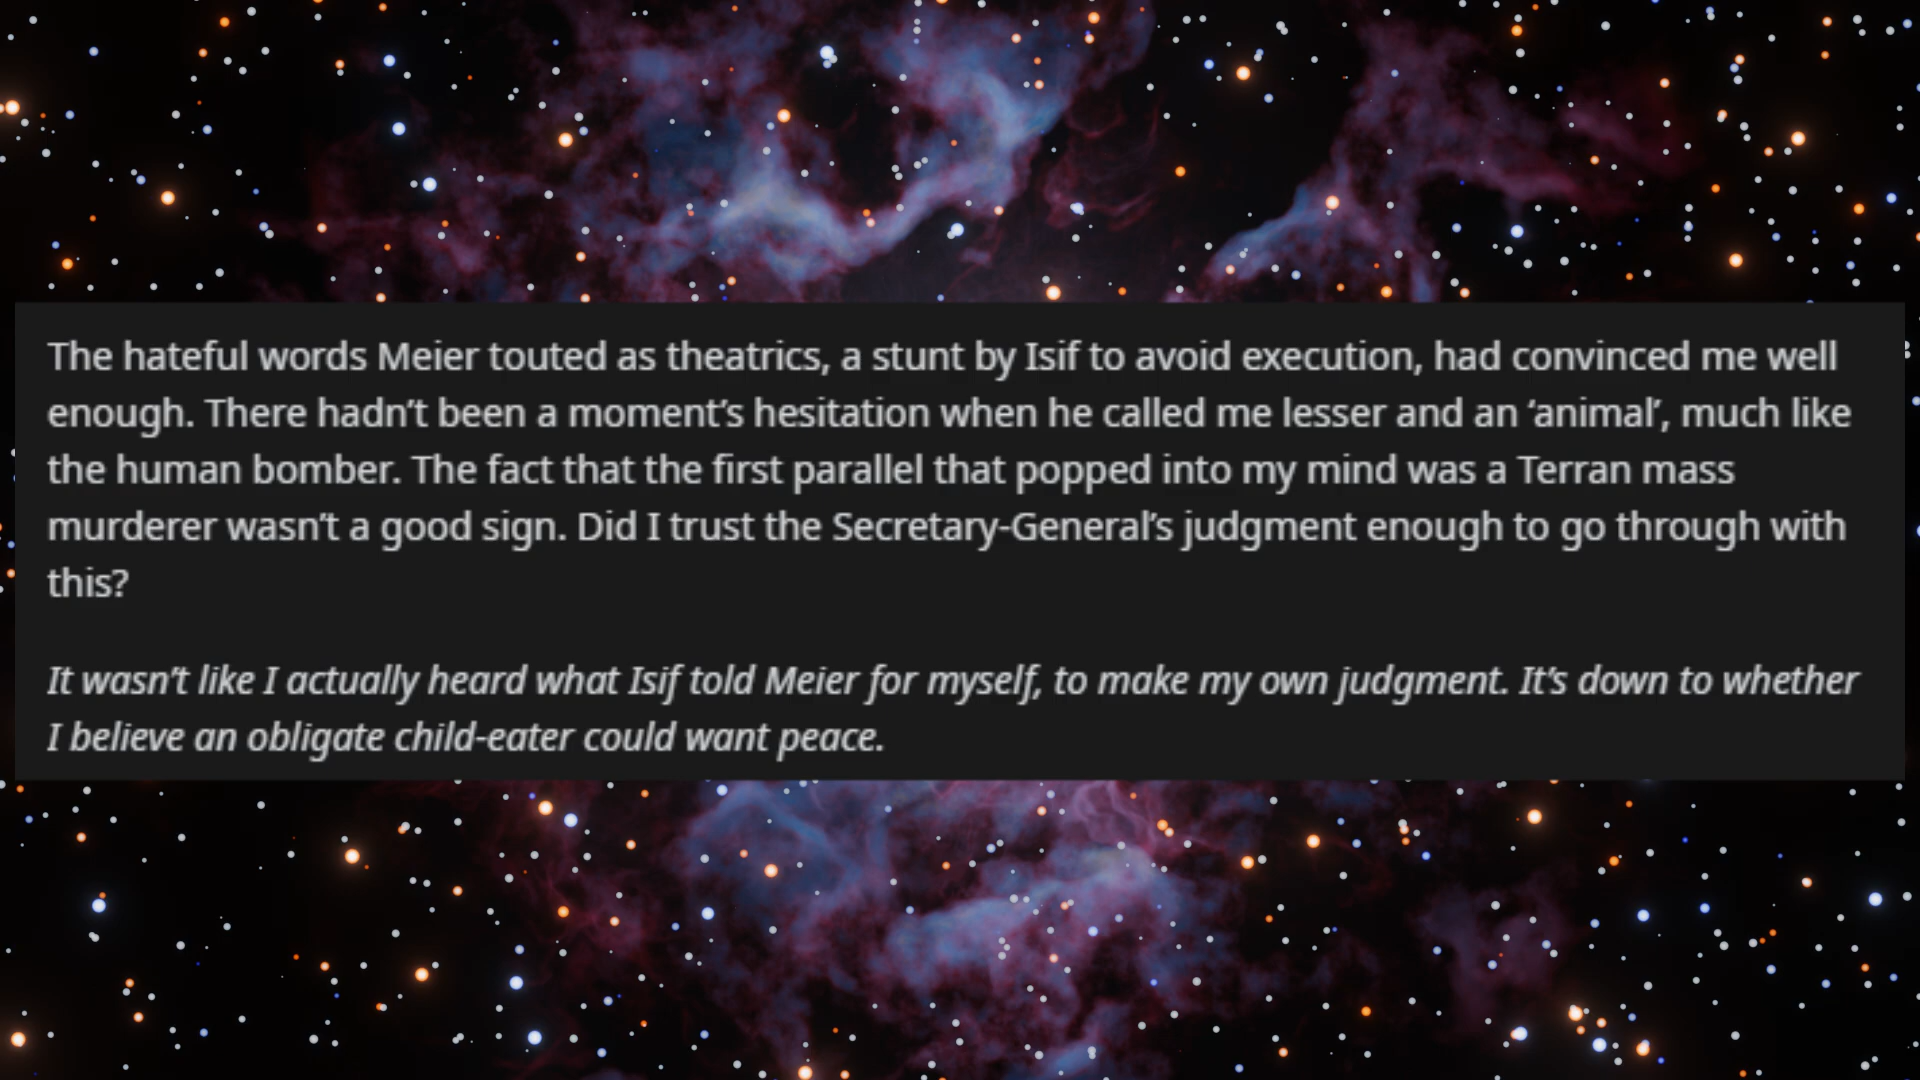 The hateful words Meier touted as theatrics, a stunt by Isif to avoid execution, had convinced me well
enough. There hadn’t been a moment’s hesitation when he called me lesser and an ‘animal’, much like
the human bomber. The fact that the first parallel that popped into my mind was a Terran mass
murderer wasn’t a good sign. Did I trust the Secretary-General’s judgment enough to go through with
this?
It wasn’t like I actually heard what Isif told Meier for myself, to make my own judgment. It’s down to whether
I believe an obligate child-eater could want peace.